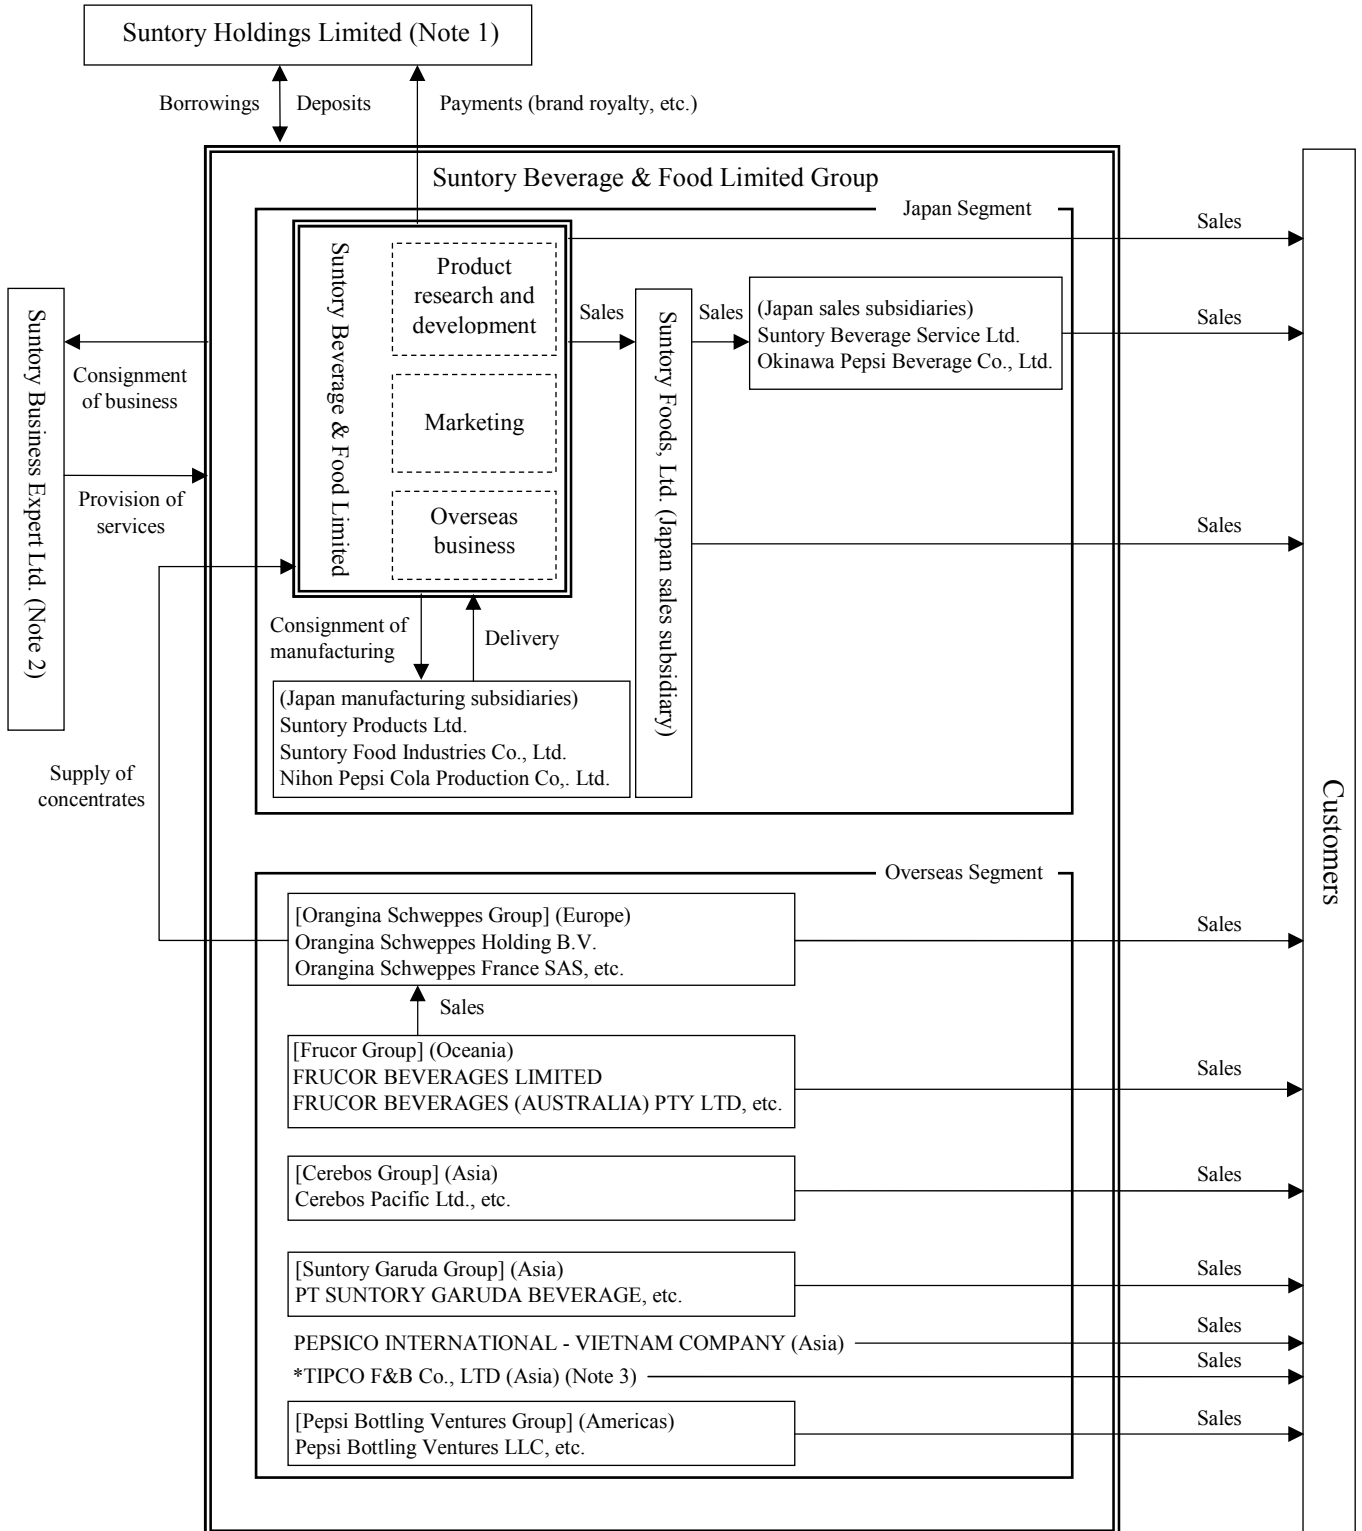 Suntory Holdings Limited (Note 1)
Borrowings
Deposits
Payments (brand royalty, etc.)
Suntory Beverage & Food Limited Group
Japan Segment
Suntory Beverage & Food Limited
Product
research and
development
Marketing
Overseas
business
Sales
Suntory Foods, Ltd. (Japan sales subsidiary)
Sales
(Japan sales subsidiaries)
Suntory Beverage Service Ltd.
Okinawa Pepsi Beverage Co., Ltd.
Sales
Sales
Sales
Suntory Business Expert Ltd. (Note 2)
Consignment
of business
Provision of
services
Consignment of
manufacturing
Delivery
(Japan manufacturing subsidiaries)
Suntory Products Ltd.
Suntory Food Industries Co., Ltd.
Nihon Pepsi Cola Production Co,. Ltd.
Supply of
concentrates
Customers
Overseas Segment
[Orangina Schweppes Group] (Europe)
Orangina Schweppes Holding B.V.
Orangina Schweppes France SAS, etc.
Sales
Sales
[Frucor Group] (Oceania)
FRUCOR BEVERAGES LIMITED
FRUCOR BEVERAGES (AUSTRALIA) PTY LTD, etc.
Sales
[Cerebos Group] (Asia)
Cerebos Pacific Ltd., etc.
Sales
[Suntory Garuda Group] (Asia)
PT SUNTORY GARUDA BEVERAGE, etc.
Sales
PEPSICO INTERNATIONAL - VIETNAM COMPANY (Asia)
Sales
*TIPCO F&B Co., LTD (Asia) (Note 3)
Sales
[Pepsi Bottling Ventures Group] (Americas)
Pepsi Bottling Ventures LLC, etc.
Sales